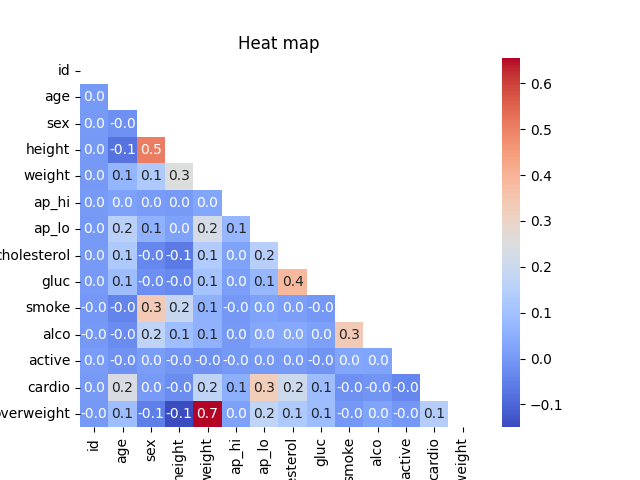 Heat map
id
age 0.0
sex 0.0 -0.0
height 0.0 -0.1 0.5
weight 0.0 0.1 0.1 0.3
ap_hi 0.0 0.0 0.0 0.0 0.0
ap_lo 0.0 0.2 0.1 0.0 0.2 0.1
cholesterol 0.0 0.1 -0.0 -0.1 0.1 0.0 0.2
gluc 0.0 0.1 -0.0 -0.0 0.1 0.0 0.1 0.4
smoke -0.0 -0.0 0.3 0.2 0.1 -0.0 0.0 0.0 -0.0
alco -0.0 -0.0 0.2 0.1 0.1 0.0 0.0 0.0 0.0 0.3
active 0.0 -0.0 0.0 -0.0 -0.0 -0.0 0.0 0.0 -0.0 0.0 0.0
cardio 0.0 0.2 0.0 -0.0 0.2 0.1 0.3 0.2 0.1 -0.0 -0.0 -0.0
verweight -0.0 0.1 -0.1 -0.1 0.7 0.0 0.2 0.1 0.1 -0.0 0.0 -0.0 0.1
id age sex height weight ap_hi ap_lo esterol gluc smoke alco active cardio weight
0.6
0.5
0.4
0.3
0.2
0.1
0.0
−0.1